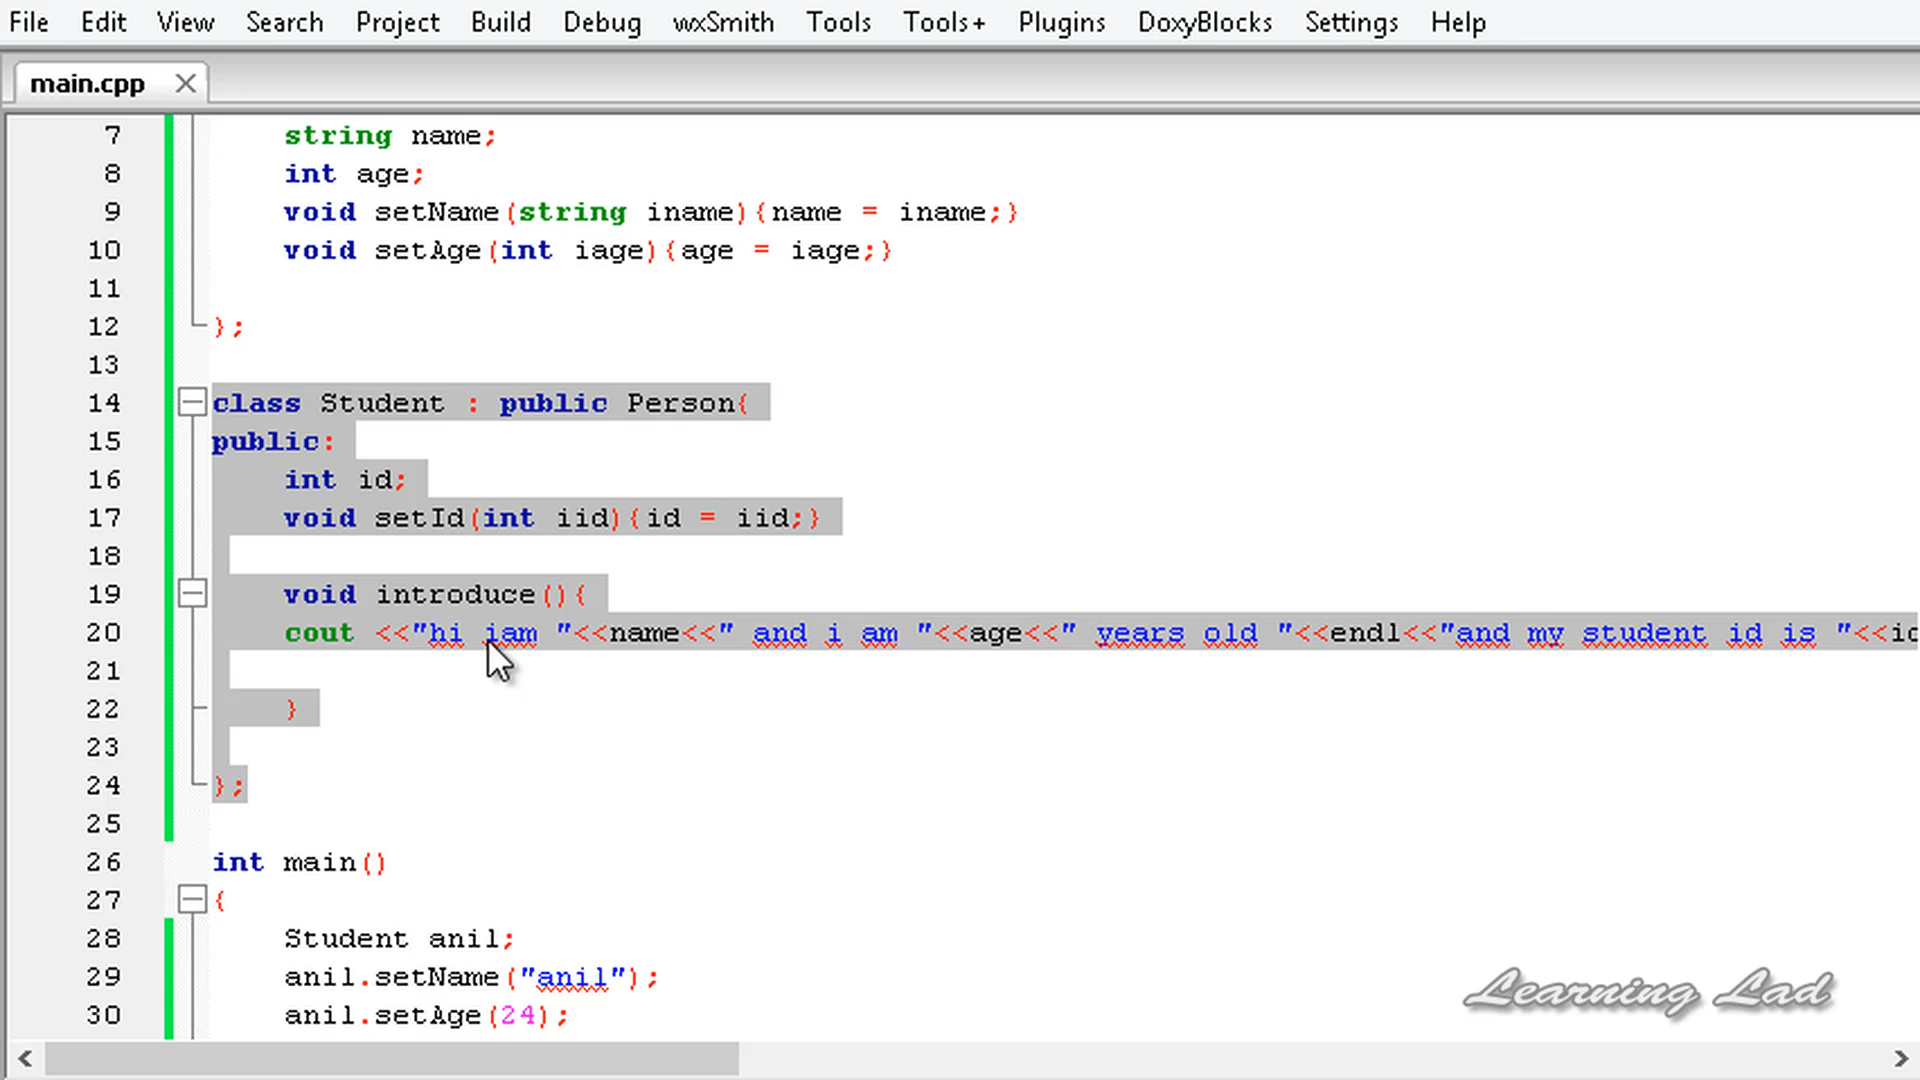 File Edit View Search Project Build Debug wxSmith Tools Tools+ Plugins DoxyBlocks Settings Help
main.cpp
7 string name;
8 int age;
9 void setName(string iname){name = iname;}
10 void setAge(int iage){age = iage;}
11
12 };
13
14 class Student : public Person{
15 public:
16 int id;
17 void setId(int iid){id = iid;}
18
19 void introduce(){
20 cout <<"hi iam "<<name<<" and i am "<<age<<" years old "<<endl<<"and my student id is "<<id
21
22 }
23
24 };
25
26 int main()
27 {
28 Student anil;
29 anil.setName("anil");
30 anil.setAge(24);
Learning Lad